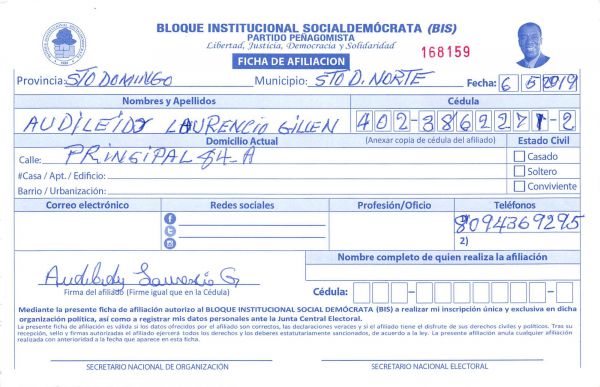 BLOQUE INSTITUCIONAL SOCIALDEMÓCRATA (BIS)
PARTIDO PEÑAGOMISTA
Libertad, Justicia, Democracia y Solidaridad
FICHA DE AFILIACION
168159
Provincia: STO DOMINGO Municipio: STO D. NORTE Fecha: 6 5 2019
Nombres y Apellidos Cédula
AUDILEIDY LAURENCIO GILLEN 402-3862271-2
Domicilio Actual (Anexar copia de cédula del afiliado) Estado Civil
Calle: PRINCIPAL 84-A Casado
#Casa / Apt. / Edificio: Soltero
Barrio / Urbanización: Conviviente
Correo electrónico Redes sociales Profesión/Oficio Teléfonos
1) 8094369295
2)
Nombre completo de quien realiza la afiliación
Audileidy Laurencio G
Firma del afiliado (Firme igual que en la Cédula) Cédula:
Mediante la presente ficha de afiliación autorizo al BLOQUE INSTITUCIONAL SOCIAL DEMÓCRATA (BIS) a realizar mi inscripción única y exclusiva en dicha
organización política, así como a registrar mis datos personales ante la Junta Central Electoral.
La presente ficha de afiliación es válida si los datos ofrecidos por el afiliado son correctos, las declaraciones veraces y si el afiliado tiene el disfrute de sus derechos civiles y políticos. Tras su
recepción, sello y firmas autorizadas el afiliado ejercerá todos los derechos y los deberes estatutariamente sancionados, de acuerdo a la ley. La presente afiliación anula cualquier afiliación
realizada con anterioridad a la fecha que aparece en esta ficha.
SECRETARIO NACIONAL DE ORGANIZACIÓN SECRETARIO NACIONAL ELECTORAL